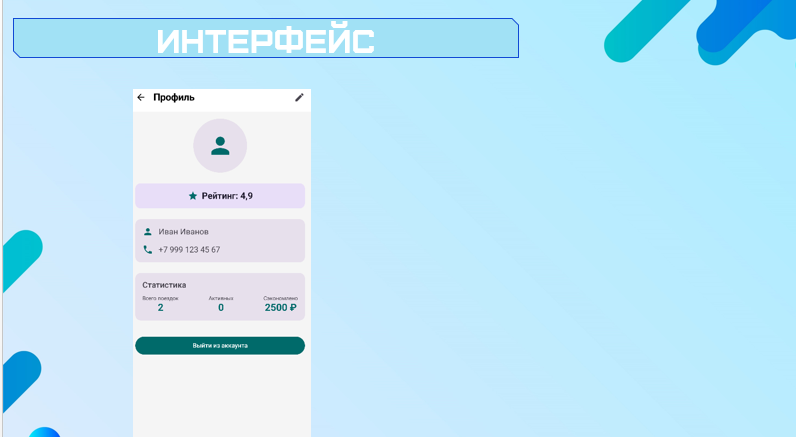 ИНТЕРФЕЙС
Профиль
Рейтинг: 4,9
Иван Иванов
+7 999 123 45 67
Статистика
Всего поездок Активных Сэкономлено
2 0 2500 ₽
Выйти из аккаунта